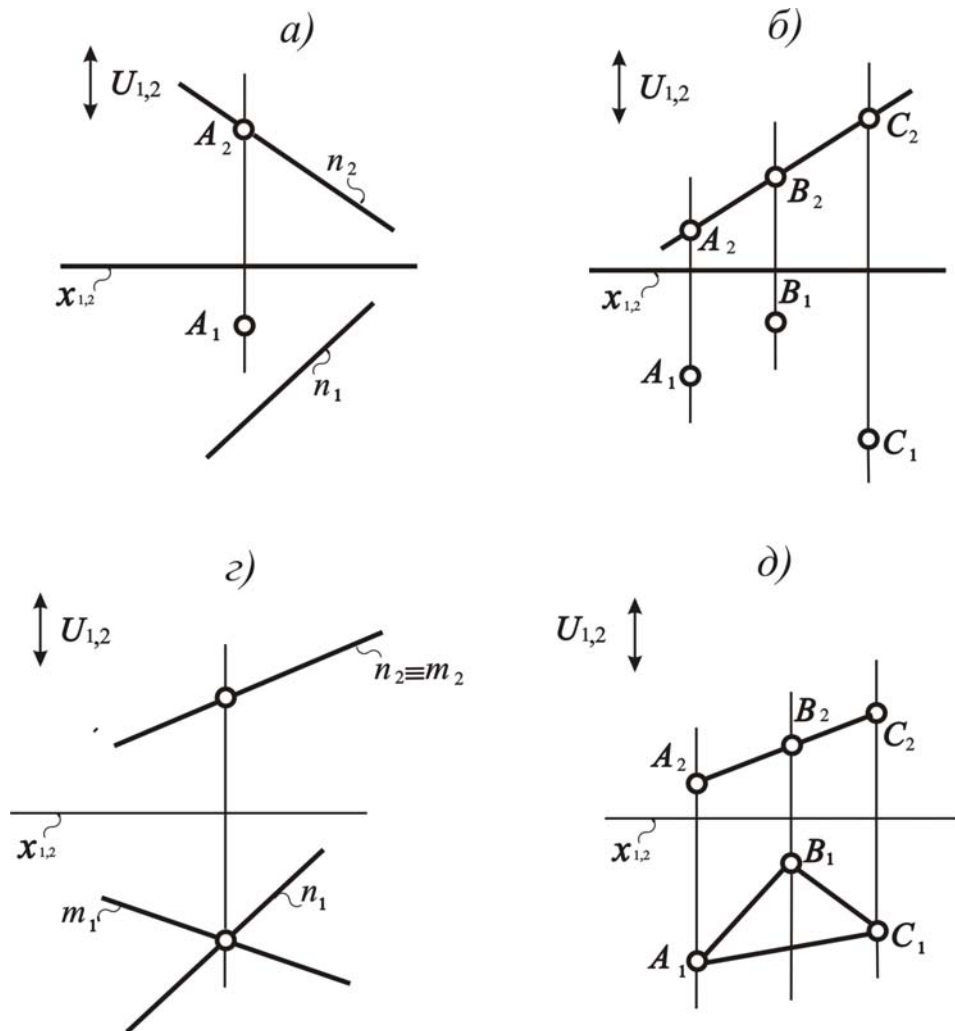 а)
U1,2
A2
n2
x1,2
A1
n1
б)
U1,2
C2
B2
A2
x1,2
B1
A1
C1
г)
U1,2
n2≡m2
x1,2
m1
n1
д)
U1,2
B2
A2
C2
x1,2
B1
A1
C1